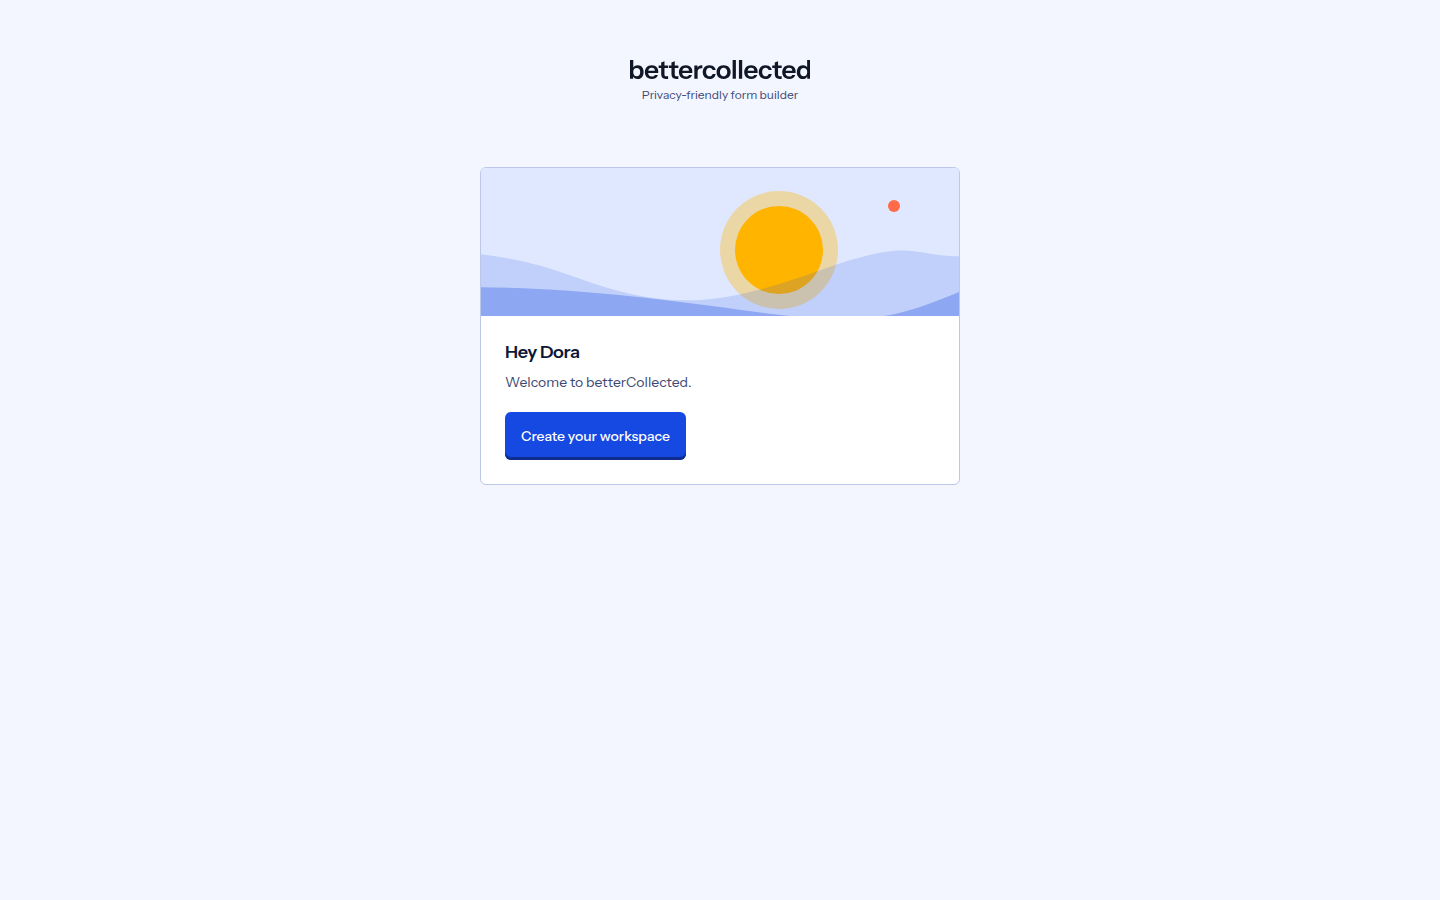 bettercollected
Privacy-friendly form builder
Hey Dora
Welcome to betterCollected.
Create your workspace